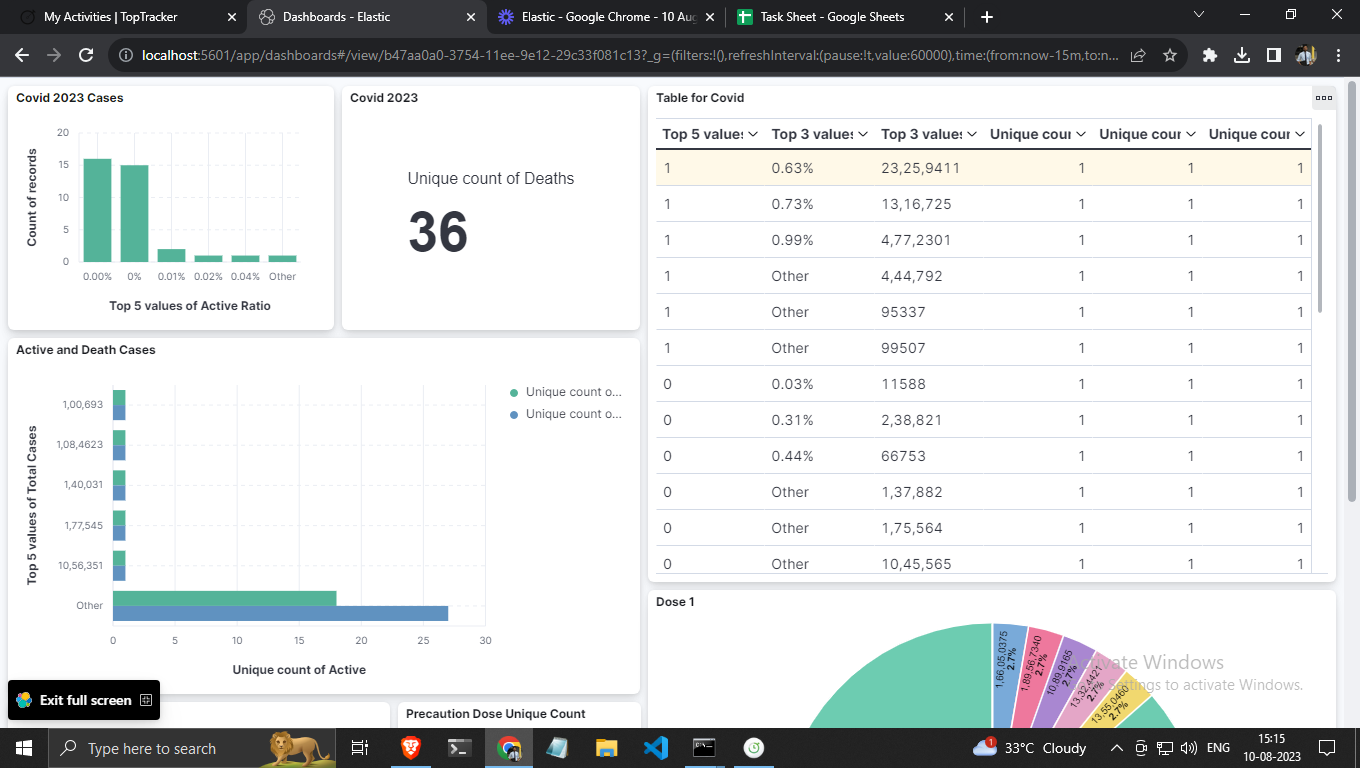 My Activities | TopTracker
Dashboards - Elastic
Elastic - Google Chrome - 10 Aug
Task Sheet - Google Sheets
localhost:5601/app/dashboards#/view/b47aa0a0-3754-11ee-9e12-29c33f081c13?_g=(filters:!(),refreshInterval:(pause:!t,value:60000),time:(from:now-15m,to:n...
Covid 2023 Cases
Count of records
20
15
10
5
0
0.00% 0% 0.01% 0.02% 0.04% Other
Top 5 values of Active Ratio
Covid 2023
Unique count of Deaths
36
Table for Covid
Top 5 values Top 3 values Top 3 values Unique cour Unique cour Unique cour
1 0.63% 23,25,9411 1 1 1
1 0.73% 13,16,725 1 1 1
1 0.99% 4,77,2301 1 1 1
1 Other 4,44,792 1 1 1
1 Other 95337 1 1 1
1 Other 99507 1 1 1
0 0.03% 11588 1 1 1
0 0.31% 2,38,821 1 1 1
0 0.44% 66753 1 1 1
0 Other 1,37,882 1 1 1
0 Other 1,75,564 1 1 1
0 Other 10,45,565 1 1 1
Active and Death Cases
Top 5 values of Total Cases
1,00,693
1,08,4623
1,40,031
1,77,545
10,56,351
Other
0 5 10 15 20 25 30
Unique count of Active
Unique count o...
Unique count o...
Dose 1
1,66,05,0375
2.7%
1,89,56,7340
2.7%
10,89,9165
2.7%
13,32,4421
2.7%
13,55,0460
2.7%
Activate Windows
Settings to activate Windows.
Exit full screen
Precaution Dose Unique Count
Type here to search
1
33°C Cloudy
ENG
15:15
10-08-2023